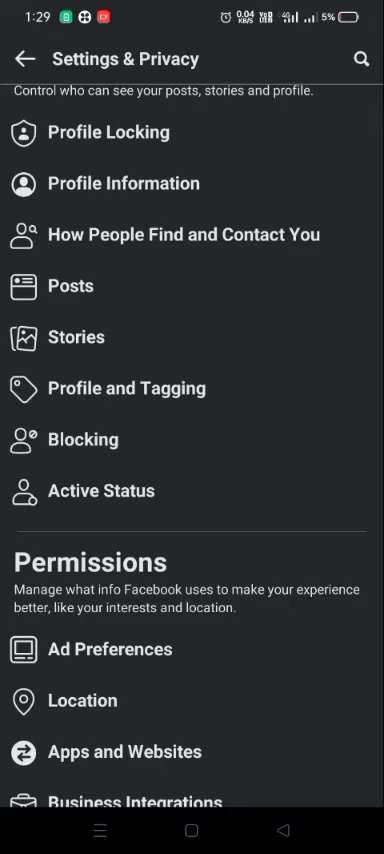 1:29
0.04 KB/S
4G
5%
Settings & Privacy
Control who can see your posts, stories and profile.
Profile Locking
Profile Information
How People Find and Contact You
Posts
Stories
Profile and Tagging
Blocking
Active Status
Permissions
Manage what info Facebook uses to make your experience
better, like your interests and location.
Ad Preferences
Location
Apps and Websites
Business Integrations